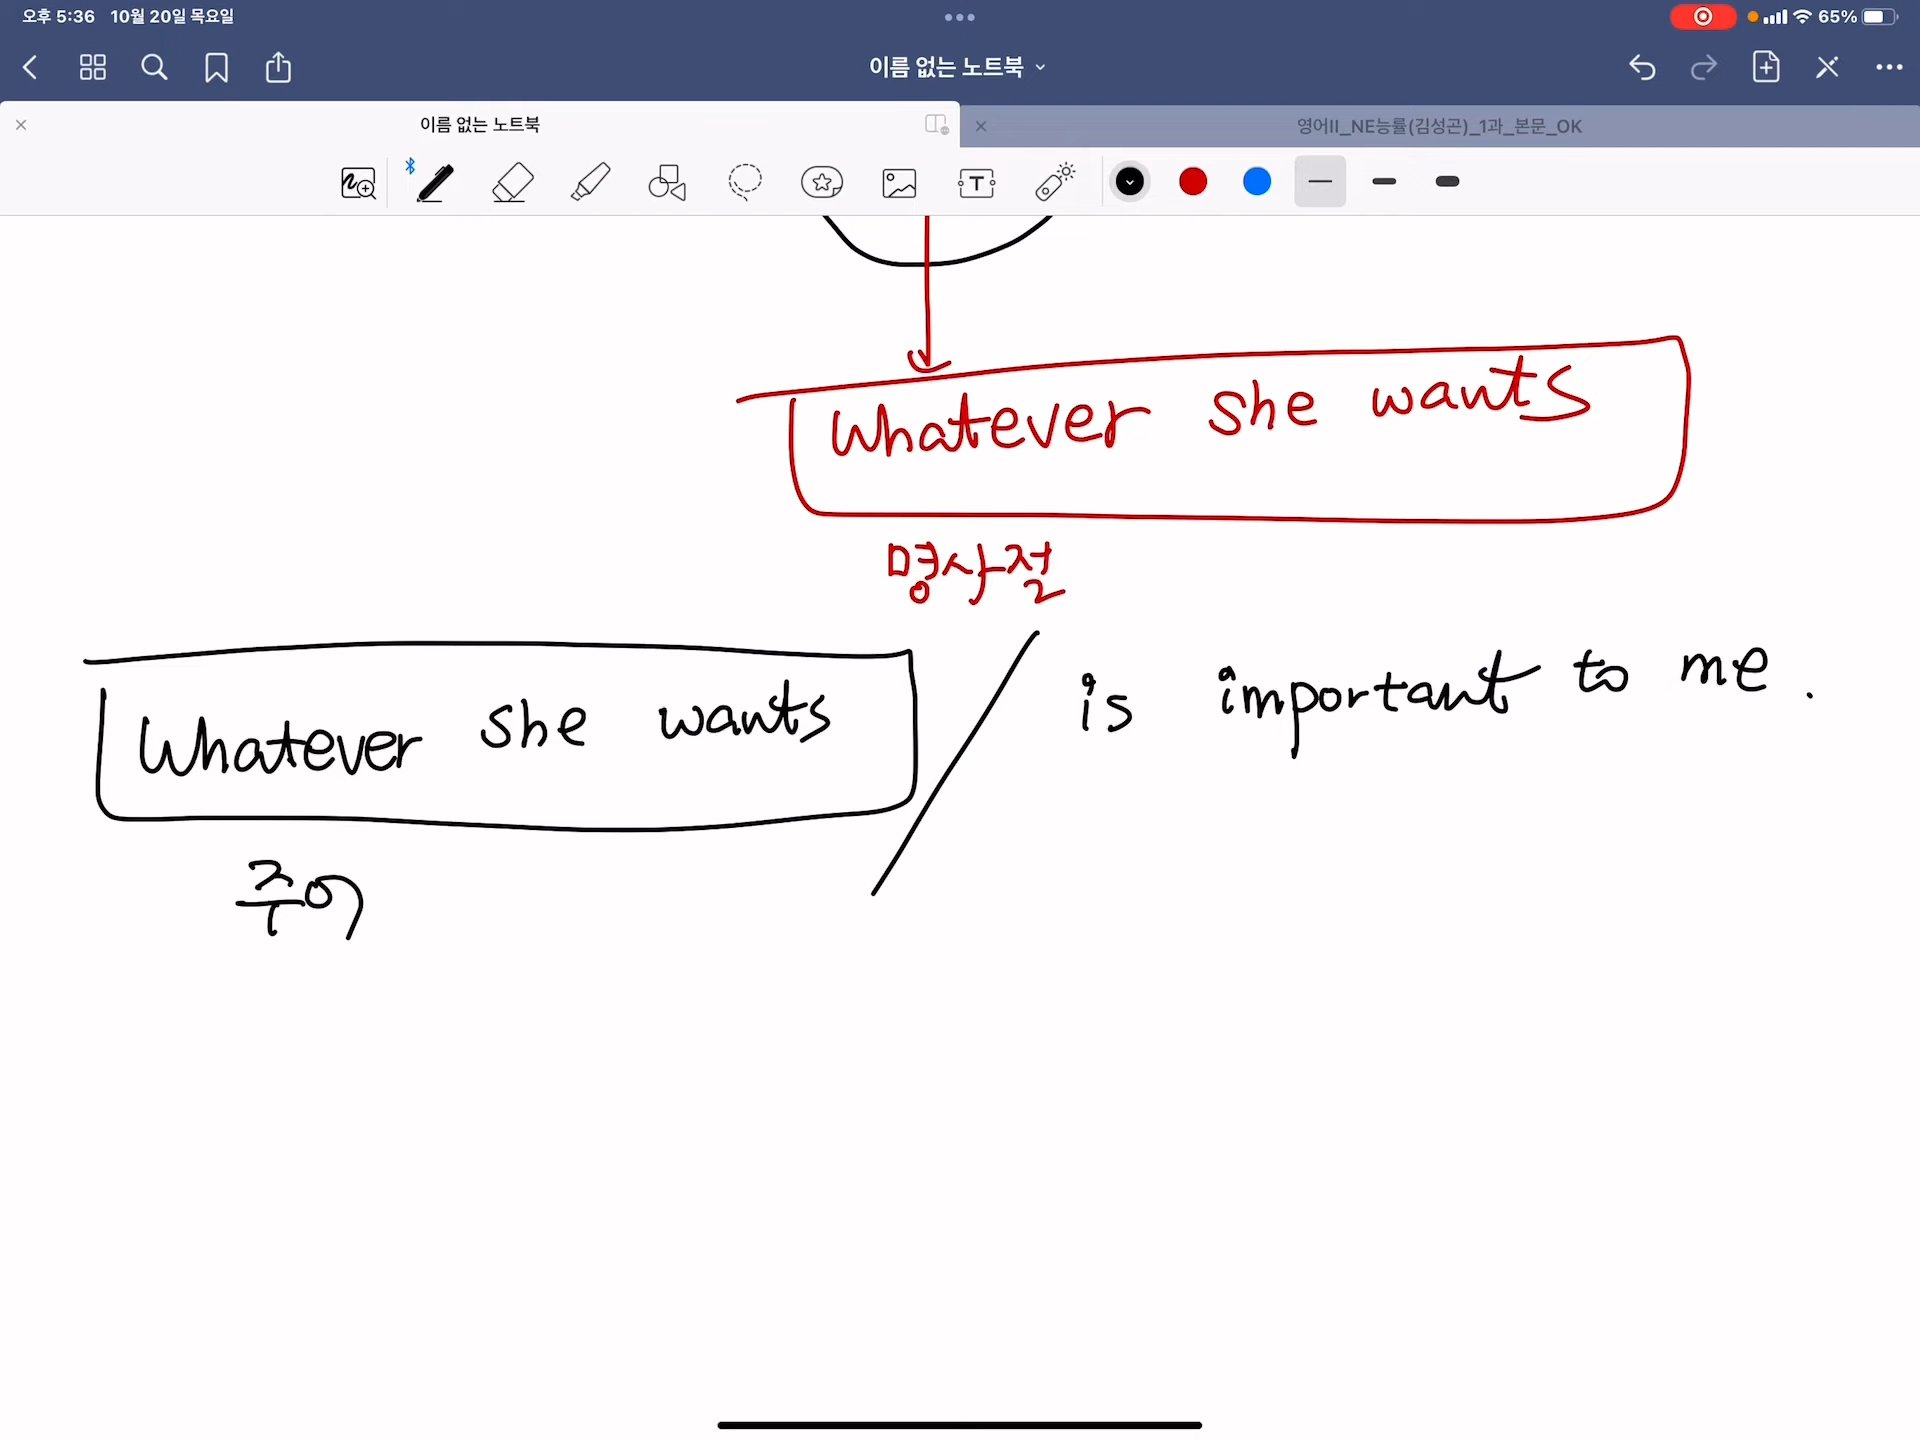 오후 5:36 10월 20일 목요일
65%
이름 없는 노트북
이름 없는 노트북
영어II_NE능률(김성곤)_1과_본문_OK
T
Whatever she wants
명사절
Whatever she wants / is important to me.
주어